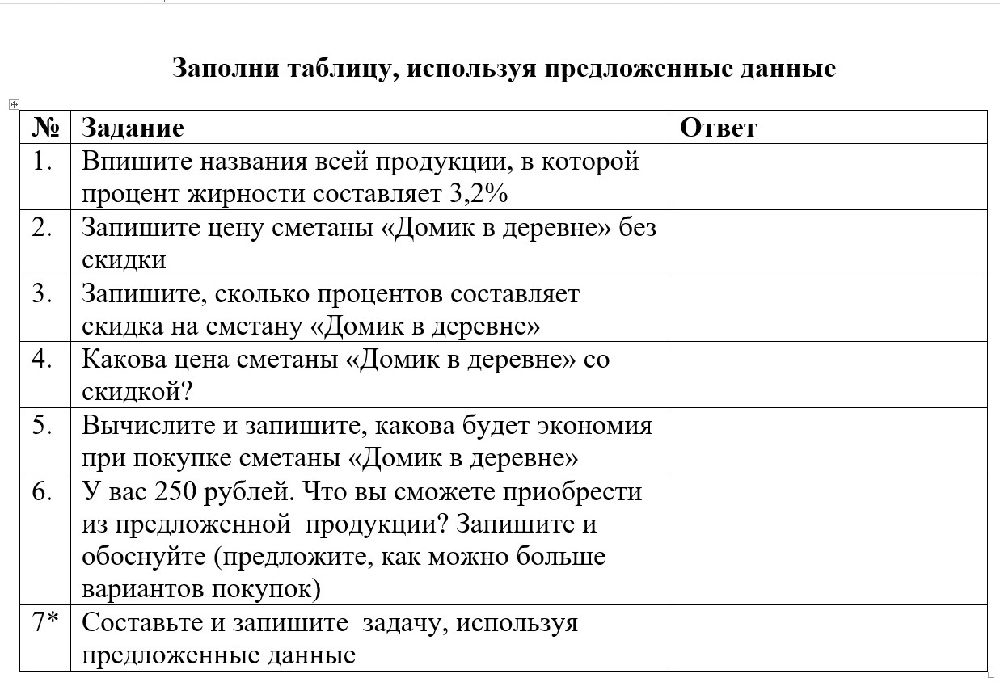 Заполни таблицу, используя предложенные данные
№ Задание Ответ
1. Впишите названия всей продукции, в которой
процент жирности составляет 3,2%
2. Запишите цену сметаны «Домик в деревне» без
скидки
3. Запишите, сколько процентов составляет
скидка на сметану «Домик в деревне»
4. Какова цена сметаны «Домик в деревне» со
скидкой?
5. Вычислите и запишите, какова будет экономия
при покупке сметаны «Домик в деревне»
6. У вас 250 рублей. Что вы сможете приобрести
из предложенной продукции? Запишите и
обоснуйте (предложите, как можно больше
вариантов покупок)
7* Составьте и запишите задачу, используя
предложенные данные